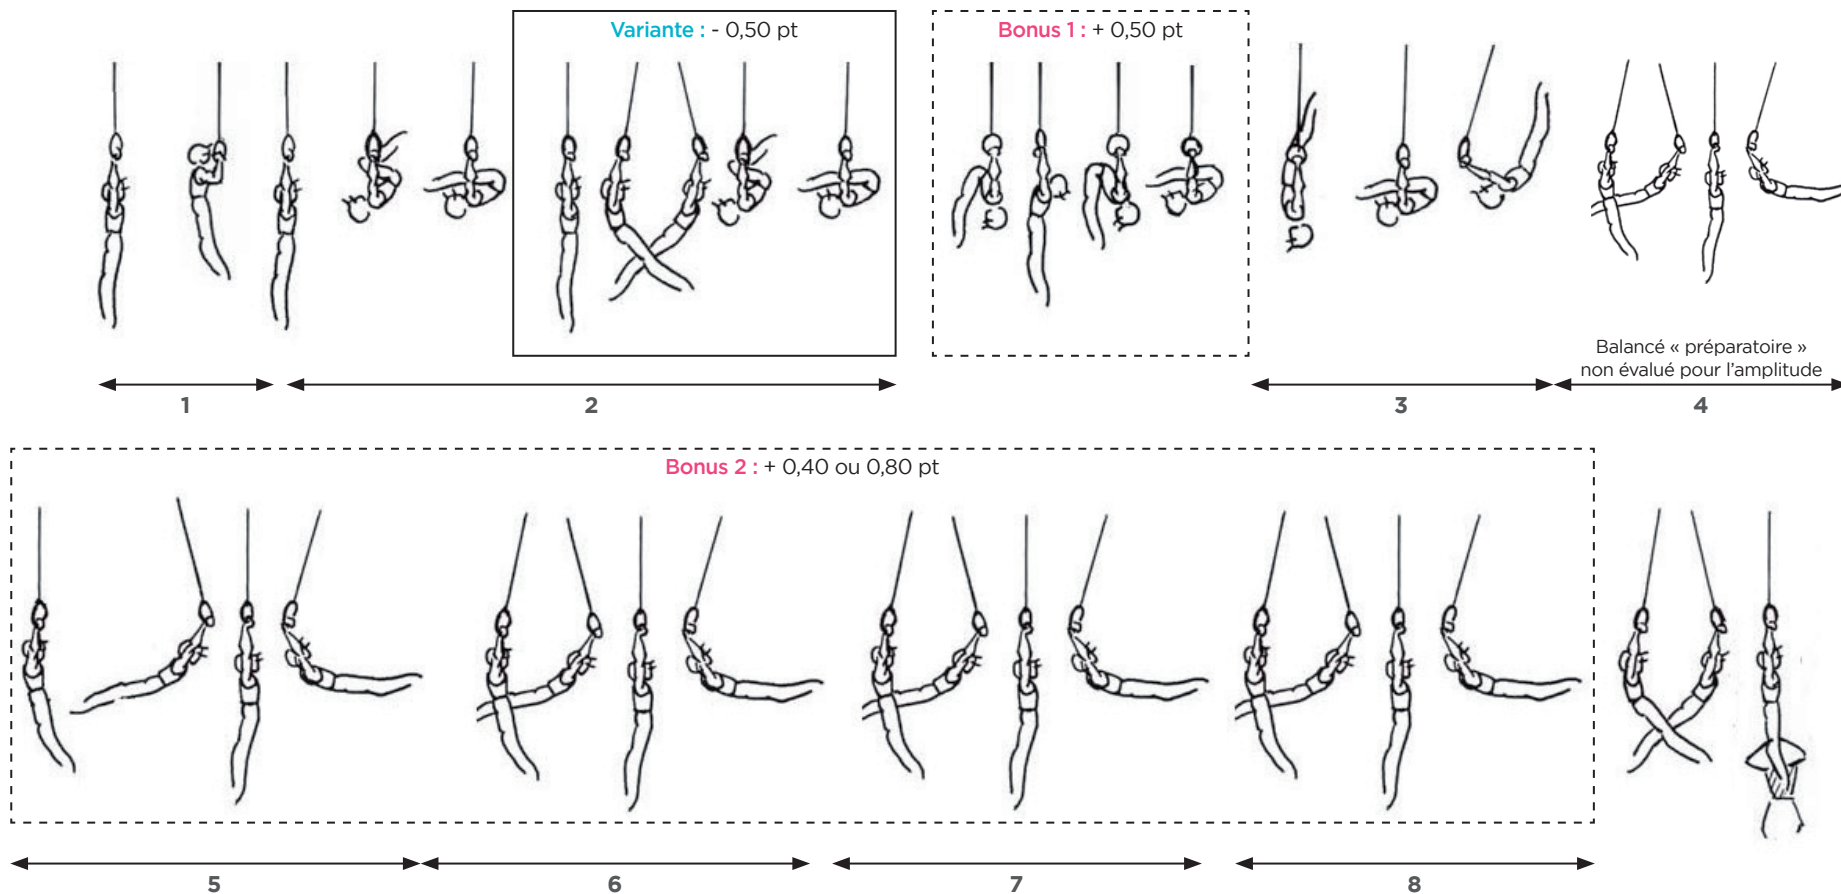 Variante : - 0,50 pt
Bonus 1 : + 0,50 pt
Balancé « préparatoire »
non évalué pour l'amplitude
1
2
3
4
Bonus 2 : + 0,40 ou 0,80 pt
5
6
7
8